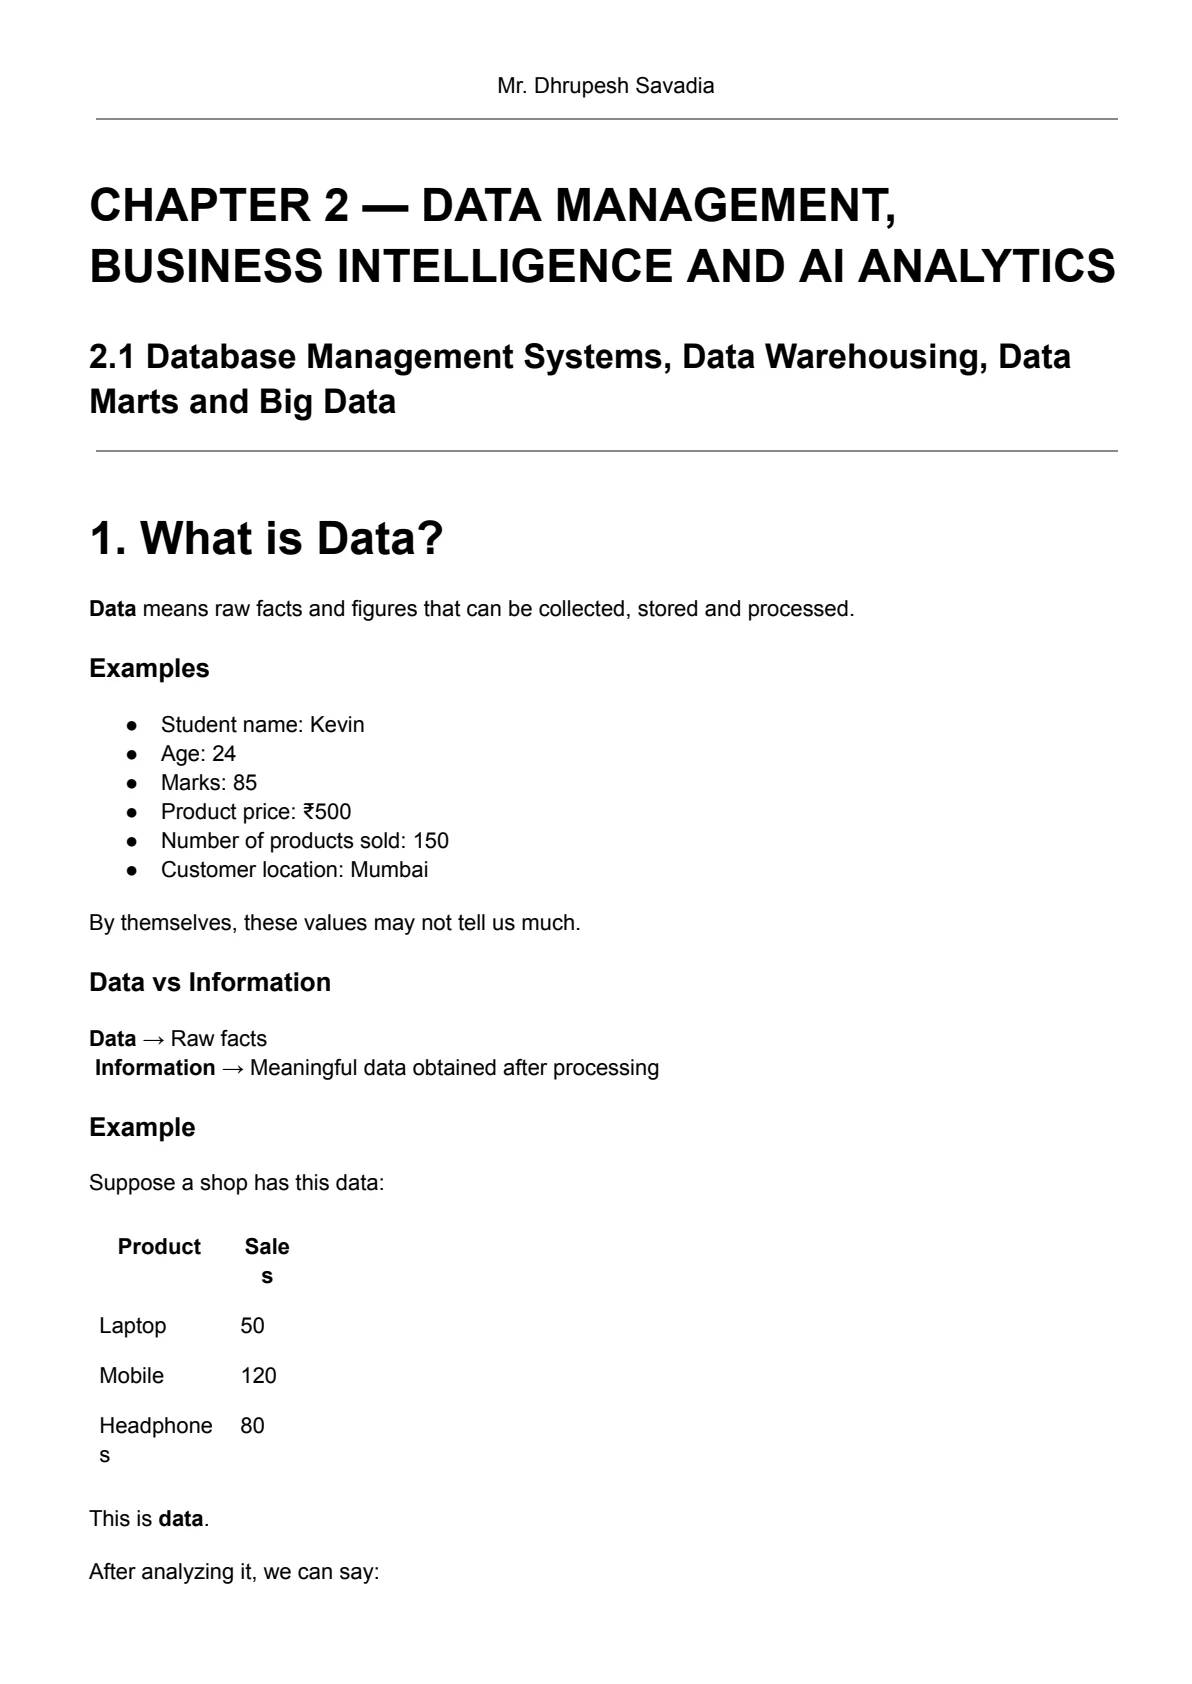 Mr. Dhrupesh Savadia
CHAPTER 2 — DATA MANAGEMENT,
BUSINESS INTELLIGENCE AND AI ANALYTICS
2.1 Database Management Systems, Data Warehousing, Data
Marts and Big Data
1. What is Data?
Data means raw facts and figures that can be collected, stored and processed.
Examples
● Student name: Kevin
● Age: 24
● Marks: 85
● Product price: ₹500
● Number of products sold: 150
● Customer location: Mumbai
By themselves, these values may not tell us much.
Data vs Information
Data → Raw facts
Information → Meaningful data obtained after processing
Example
Suppose a shop has this data:
Product Sale
s
Laptop 50
Mobile 120
Headphone 80
s
This is data.
After analyzing it, we can say: